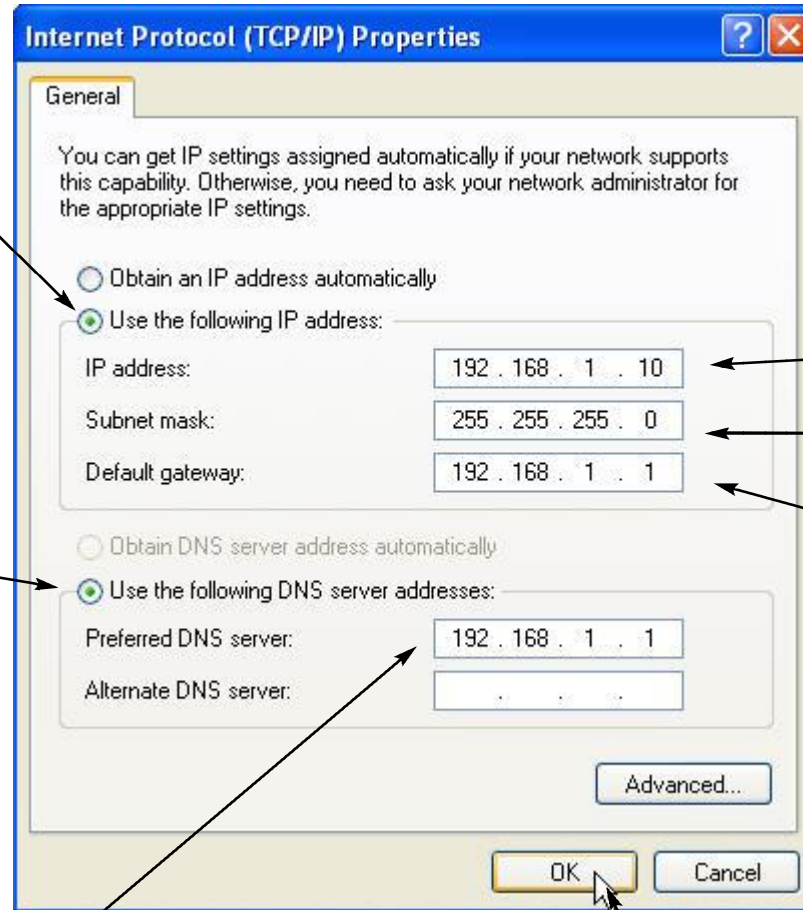 Internet Protocol (TCP/IP) Properties
General
You can get IP settings assigned automatically if your network supports
this capability. Otherwise, you need to ask your network administrator for
the appropriate IP settings.
Obtain an IP address automatically
Use the following IP address:
IP address: 192 . 168 . 1 . 10
Subnet mask: 255 . 255 . 255 . 0
Default gateway: 192 . 168 . 1 . 1
Obtain DNS server address automatically
Use the following DNS server addresses:
Preferred DNS server: 192 . 168 . 1 . 1
Alternate DNS server: . . .
Advanced...
OK Cancel